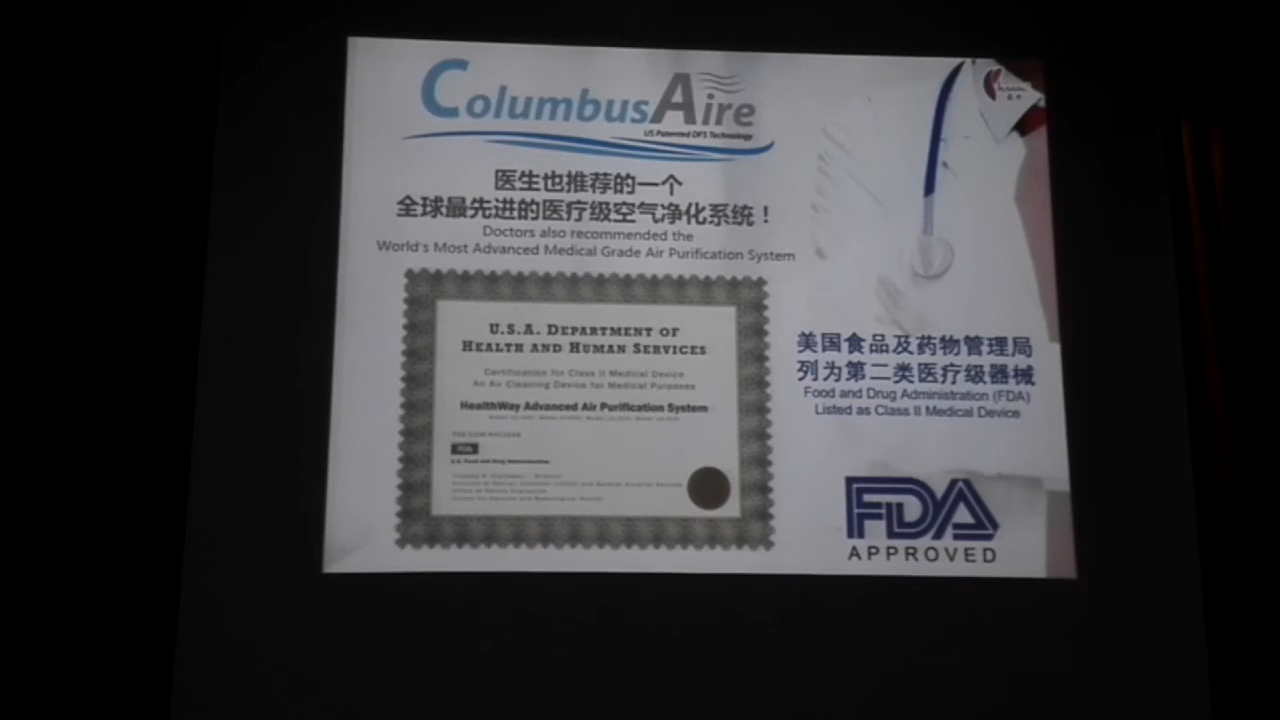 ColumbusAire
US Patented DFS Technology
医生也推荐的一个
全球最先进的医疗级空气净化系统！
Doctors also recommended the
World's Most Advanced Medical Grade Air Purification System
U.S.A. DEPARTMENT OF
HEALTH AND HUMAN SERVICES
Certification for Class II Medical Device
An Air Cleaning Device for Medical Purposes
HealthWay Advanced Air Purification System
FDA
U.S. Food and Drug Administration
美国食品及药物管理局
列为第二类医疗级器械
Food and Drug Administration (FDA)
Listed as Class II Medical Device
FDA
APPROVED